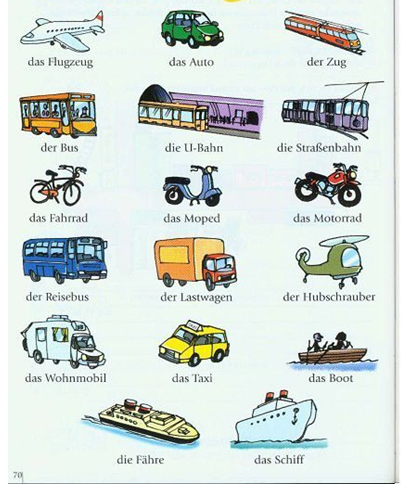 das Flugzeug das Auto der Zug
der Bus die U-Bahn die Straßenbahn
das Fahrrad das Moped das Motorrad
der Reisebus der Lastwagen der Hubschrauber
das Wohnmobil das Taxi das Boot
die Fähre das Schiff
70